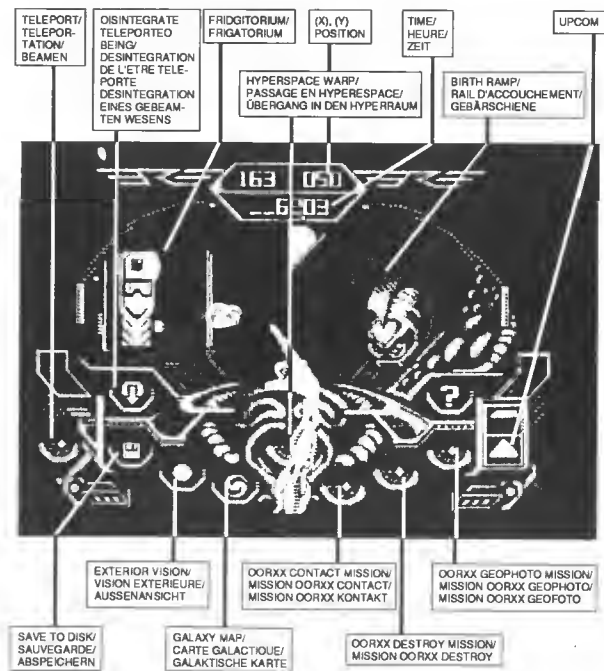 TELEPORT/
TELEPOR-
TATION/
BEAMEN
OISINTEGRATE
TELEPORTEO
BEING/
DESINTEGRATION
DE L'ETRE TELE-
PORTE
DESINTEGRATION
EINES GEBEAM-
TEN WESENS
FRIDGITORIUM/
FRIGATORIUM
(X), (Y)
POSITION
TIME/
HEURE/
ZEIT
UPCOM
HYPERSPACE WARP/
PASSAGE EN HYPERESPACE/
ÜBERGANG IN DEN HYPERRAUM
BIRTH RAMP/
RAIL D'ACCOUCHEMENT/
GEBÄRSCHIENE
163 050
__6 03
?
EXTERIOR VISION/
VISION EXTERIEURE/
AUSSENANSICHT
OORXX CONTACT MISSION/
MISSION OORXX CONTACT/
MISSION OORXX KONTAKT
OORXX GEOPHOTO MISSION/
MISSION OORXX GEOPHOTO/
MISSION OORXX GEOFOTO
SAVE TO DISK/
SAUVEGARDE/
ABSPEICHERN
GALAXY MAP/
CARTE GALACTIQUE/
GALAKTISCHE KARTE
OORXX DESTROY MISSION/
MISSION OORXX DESTROY